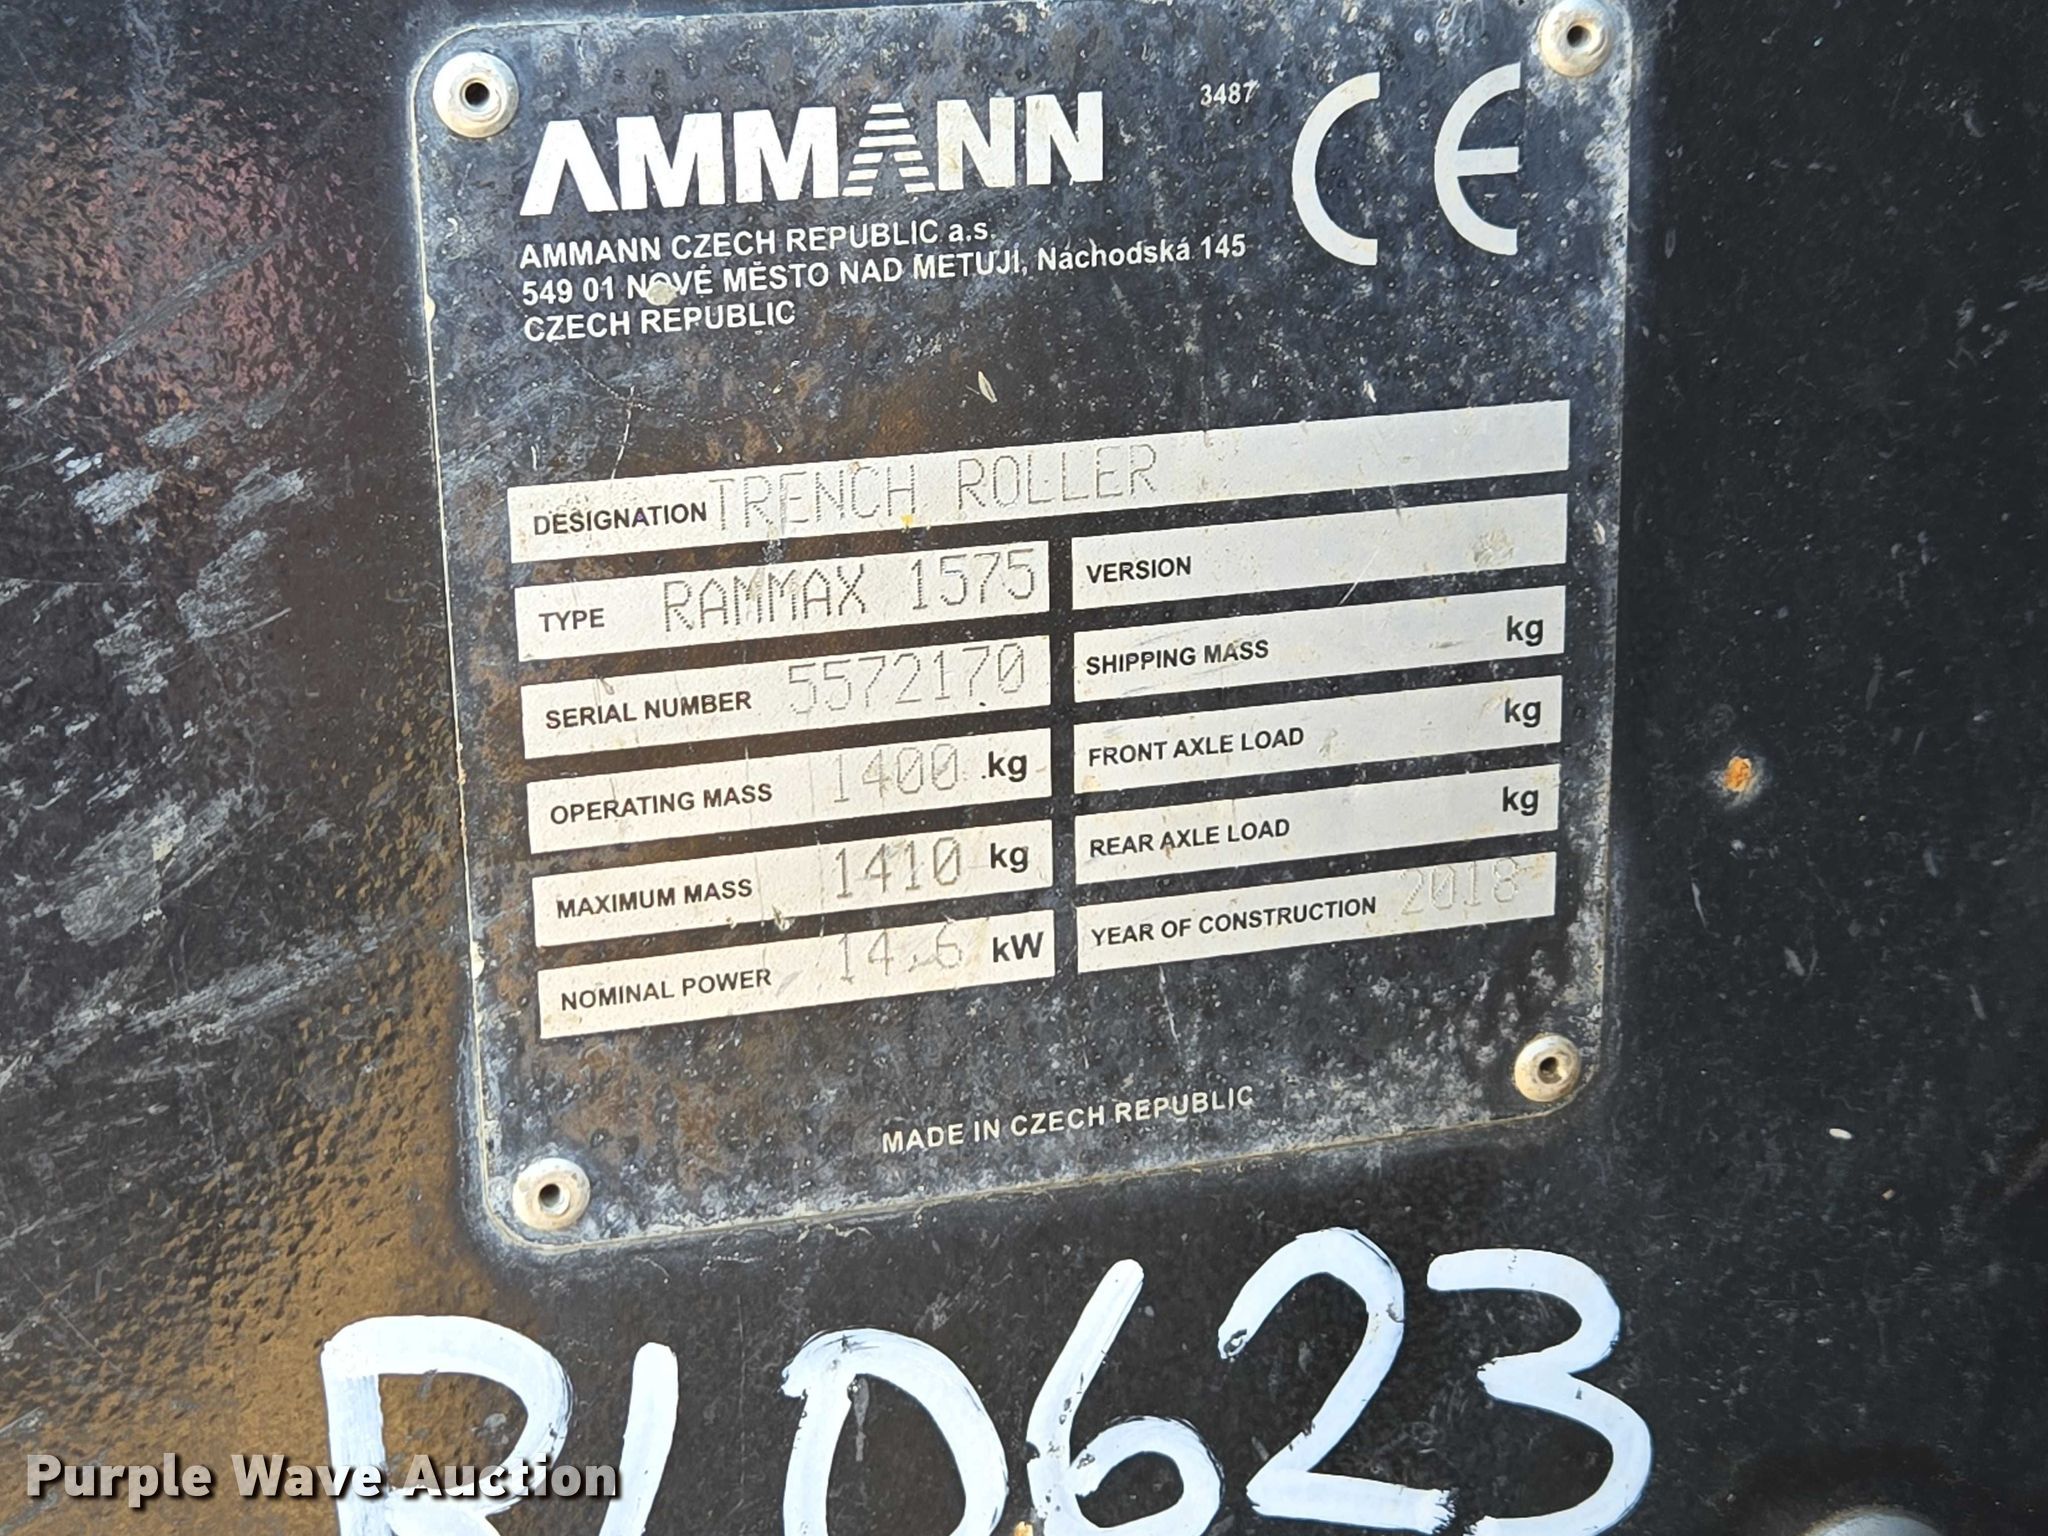 AMMANN
3487
CE
AMMANN CZECH REPUBLIC a.s.
549 01 NOVÉ MĚSTO NAD METUJÍ, Náchodská 145
CZECH REPUBLIC
DESIGNATION TRENCH ROLLER
TYPE RAMMAX 1575
VERSION
SERIAL NUMBER 5572170
SHIPPING MASS kg
OPERATING MASS 1400 kg
FRONT AXLE LOAD kg
MAXIMUM MASS 1410 kg
REAR AXLE LOAD kg
NOMINAL POWER 14.6 kW
YEAR OF CONSTRUCTION 2018
MADE IN CZECH REPUBLIC
Purple Wave Auction